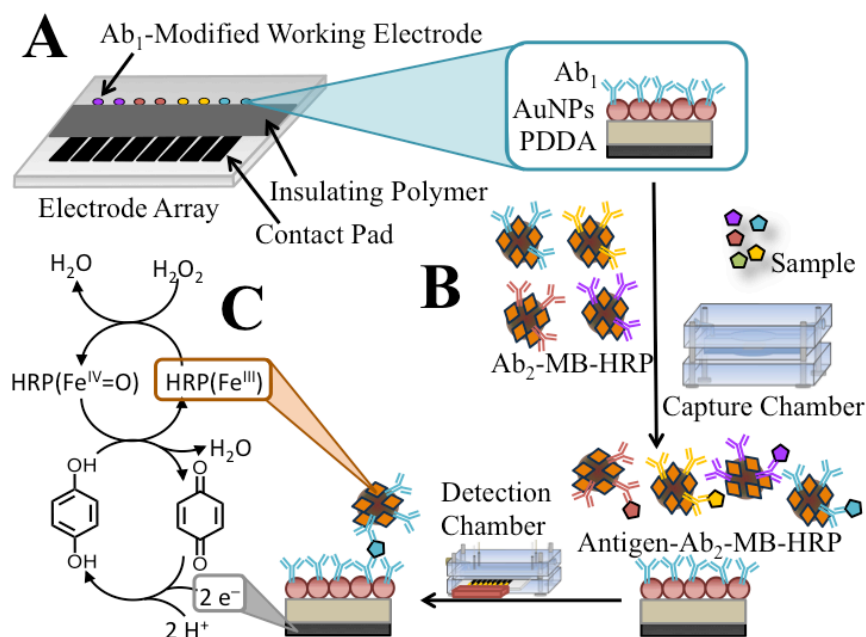 A
Ab₁-Modified Working Electrode
Ab₁
AuNPs
PDDA
Insulating Polymer
Electrode Array
Contact Pad
B
Sample
Ab₂-MB-HRP
Capture Chamber
C
H₂O
H₂O₂
HRP(Feᴵⱽ=O)
HRP(Feᴵᴵᴵ)
H₂O
OH
OH
O
O
2 e⁻
2 H⁺
Detection
Chamber
Antigen-Ab₂-MB-HRP